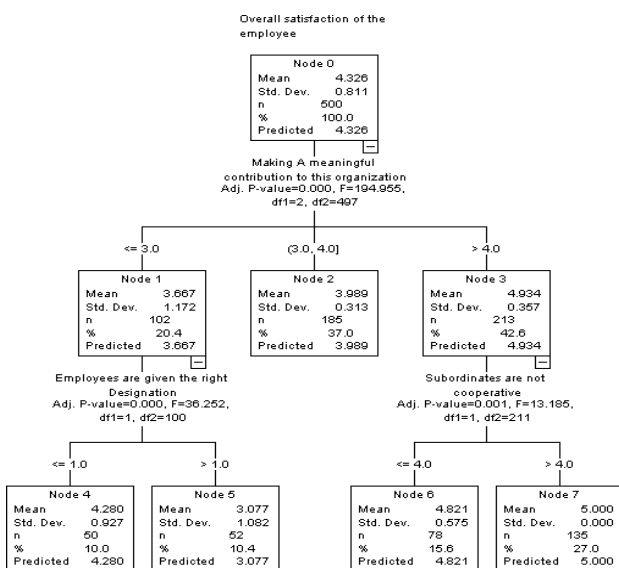 Overall satisfaction of the
employee
Node 0
Mean 4.326
Std. Dev. 0.811
n 500
% 100.0
Predicted 4.326
Making A meaningful
contribution to this organization
Adj. P-value=0.000, F=194.955,
df1=2, df2=497
<= 3.0
(3.0, 4.0]
> 4.0
Node 1
Mean 3.667
Std. Dev. 1.172
n 102
% 20.4
Predicted 3.667
Node 2
Mean 3.989
Std. Dev. 0.313
n 185
% 37.0
Predicted 3.989
Node 3
Mean 4.934
Std. Dev. 0.357
n 213
% 42.6
Predicted 4.934
Employees are given the right
Designation
Adj. P-value=0.000, F=36.252,
df1=1, df2=100
Subordinates are not
cooperative
Adj. P-value=0.001, F=13.185,
df1=1, df2=211
<= 1.0
> 1.0
<= 4.0
> 4.0
Node 4
Mean 4.280
Std. Dev. 0.927
n 50
% 10.0
Predicted 4.280
Node 5
Mean 3.077
Std. Dev. 1.082
n 52
% 10.4
Predicted 3.077
Node 6
Mean 4.821
Std. Dev. 0.575
n 78
% 15.6
Predicted 4.821
Node 7
Mean 5.000
Std. Dev. 0.000
n 135
% 27.0
Predicted 5.000